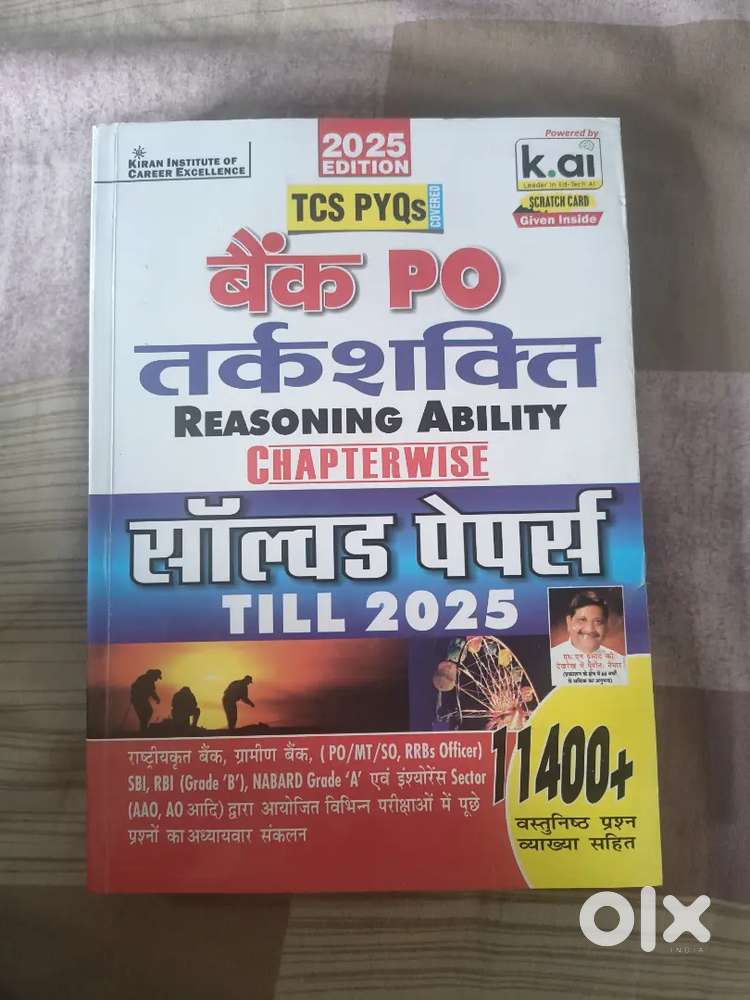 KIRAN INSTITUTE OF
CAREER EXCELLENCE
2025
EDITION
Powered by
k.ai
Leader in Ed-Tech AI
SCRATCH CARD
Given Inside
TCS PYQs
COVERED
बैंक PO
तर्कशक्ति
REASONING ABILITY
CHAPTERWISE
सॉल्वड पेपर्स
TILL 2025
राष्ट्रीयकृत बैंक, ग्रामीण बैंक, ( PO/MT/SO, RRBs Officer)
SBI, RBI (Grade 'B'), NABARD Grade 'A' एवं इंश्योरेंस Sector
(AAO, AO आदि) द्वारा आयोजित विभिन्न परीक्षाओं में पूछे
प्रश्नों का अध्यायवार संकलन
11400+
वस्तुनिष्ठ प्रश्न
व्याख्या सहित
olx
INDIA